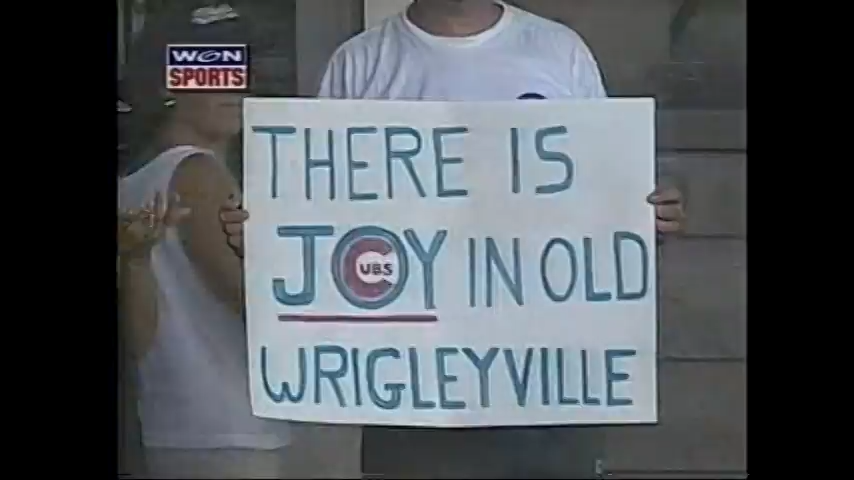 WGN
SPORTS
THERE IS
JOY IN OLD
CUBS
WRIGLEYVILLE